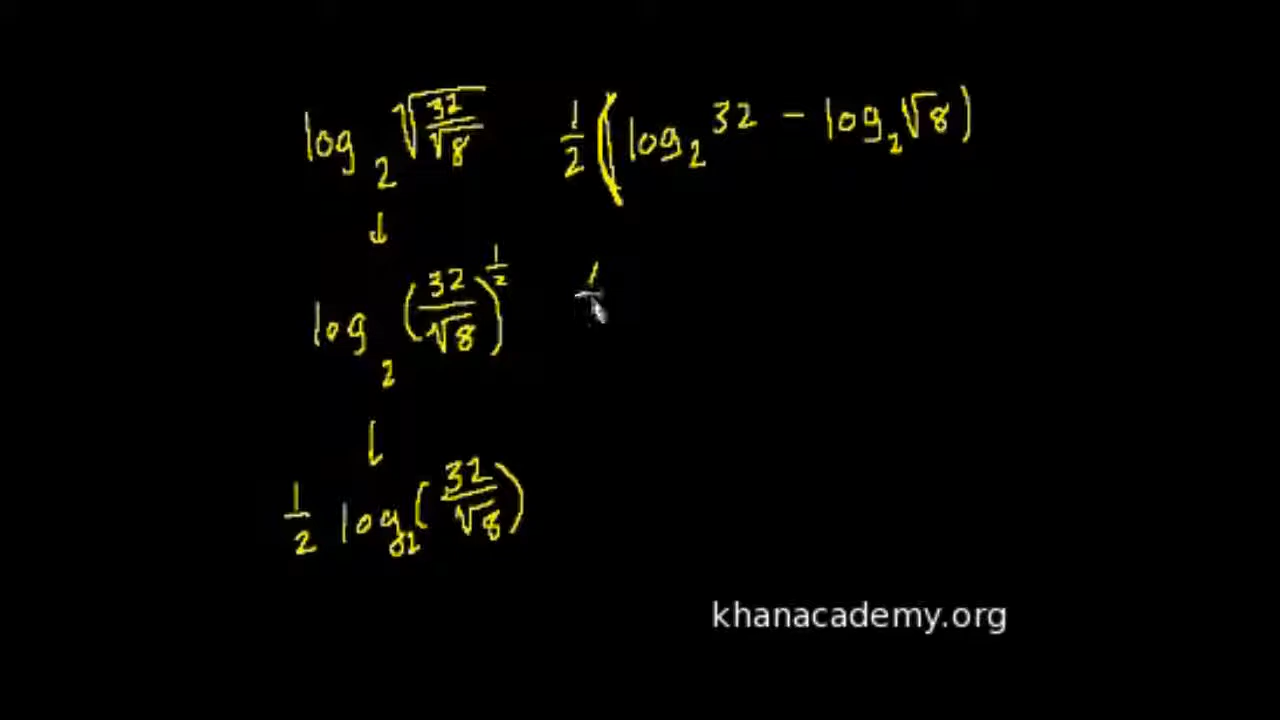 log₂ √(32/√8)
↓
log₂ (32/√8)^(1/2)
↓
1/2 log₂(32/√8)
1/2 (log₂ 32 − log₂ √8)
khanacademy.org